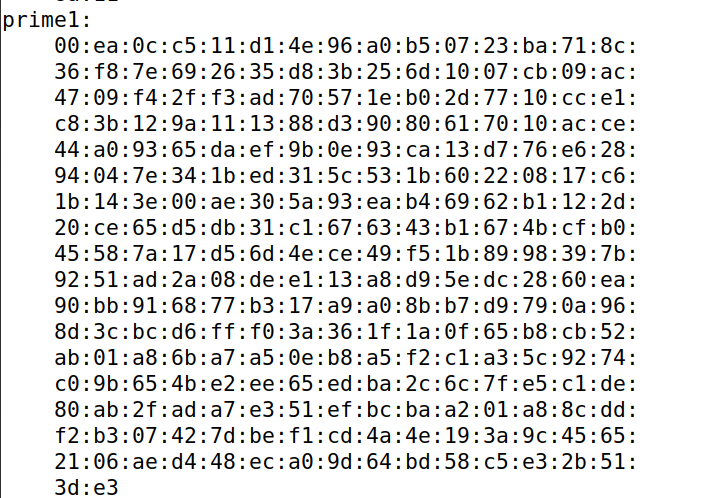 prime1:
00:ea:0c:c5:11:d1:4e:96:a0:b5:07:23:ba:71:8c:
36:f8:7e:69:26:35:d8:3b:25:6d:10:07:cb:09:ac:
47:09:f4:2f:f3:ad:70:57:1e:b0:2d:77:10:cc:e1:
c8:3b:12:9a:11:13:88:d3:90:80:61:70:10:ac:ce:
44:a0:93:65:da:ef:9b:0e:93:ca:13:d7:76:e6:28:
94:04:7e:34:1b:ed:31:5c:53:1b:60:22:08:17:c6:
1b:14:3e:00:ae:30:5a:93:ea:b4:69:62:b1:12:2d:
20:ce:65:d5:db:31:c1:67:63:43:b1:67:4b:cf:b0:
45:58:7a:17:d5:6d:4e:ce:49:f5:1b:89:98:39:7b:
92:51:ad:2a:08:de:e1:13:a8:d9:5e:dc:28:60:ea:
90:bb:91:68:77:b3:17:a9:a0:8b:b7:d9:79:0a:96:
8d:3c:bc:d6:ff:f0:3a:36:1f:1a:0f:65:b8:cb:52:
ab:01:a8:6b:a7:a5:0e:b8:a5:f2:c1:a3:5c:92:74:
c0:9b:65:4b:e2:ee:65:ed:ba:2c:6c:7f:e5:c1:de:
80:ab:2f:ad:a7:e3:51:ef:bc:ba:a2:01:a8:8c:dd:
f2:b3:07:42:7d:be:f1:cd:4a:4e:19:3a:9c:45:65:
21:06:ae:d4:48:ec:a0:9d:64:bd:58:c5:e3:2b:51:
3d:e3